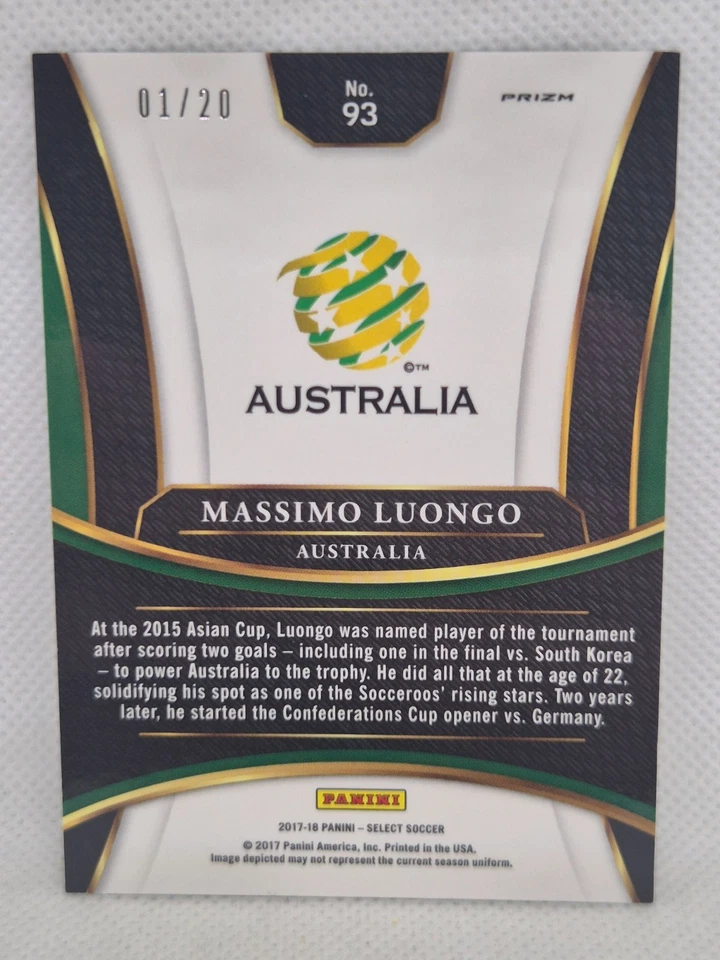 01/20
No.
93
PRIZM
©™
AUSTRALIA
MASSIMO LUONGO
AUSTRALIA
At the 2015 Asian Cup, Luongo was named player of the tournament
after scoring two goals – including one in the final vs. South Korea
– to power Australia to the trophy. He did all that at the age of 22,
solidifying his spot as one of the Socceroos' rising stars. Two years
later, he started the Confederations Cup opener vs. Germany.
PANINI
2017-18 PANINI – SELECT SOCCER
© 2017 Panini America, Inc. Printed in the USA.
Image depicted may not represent the current season uniform.